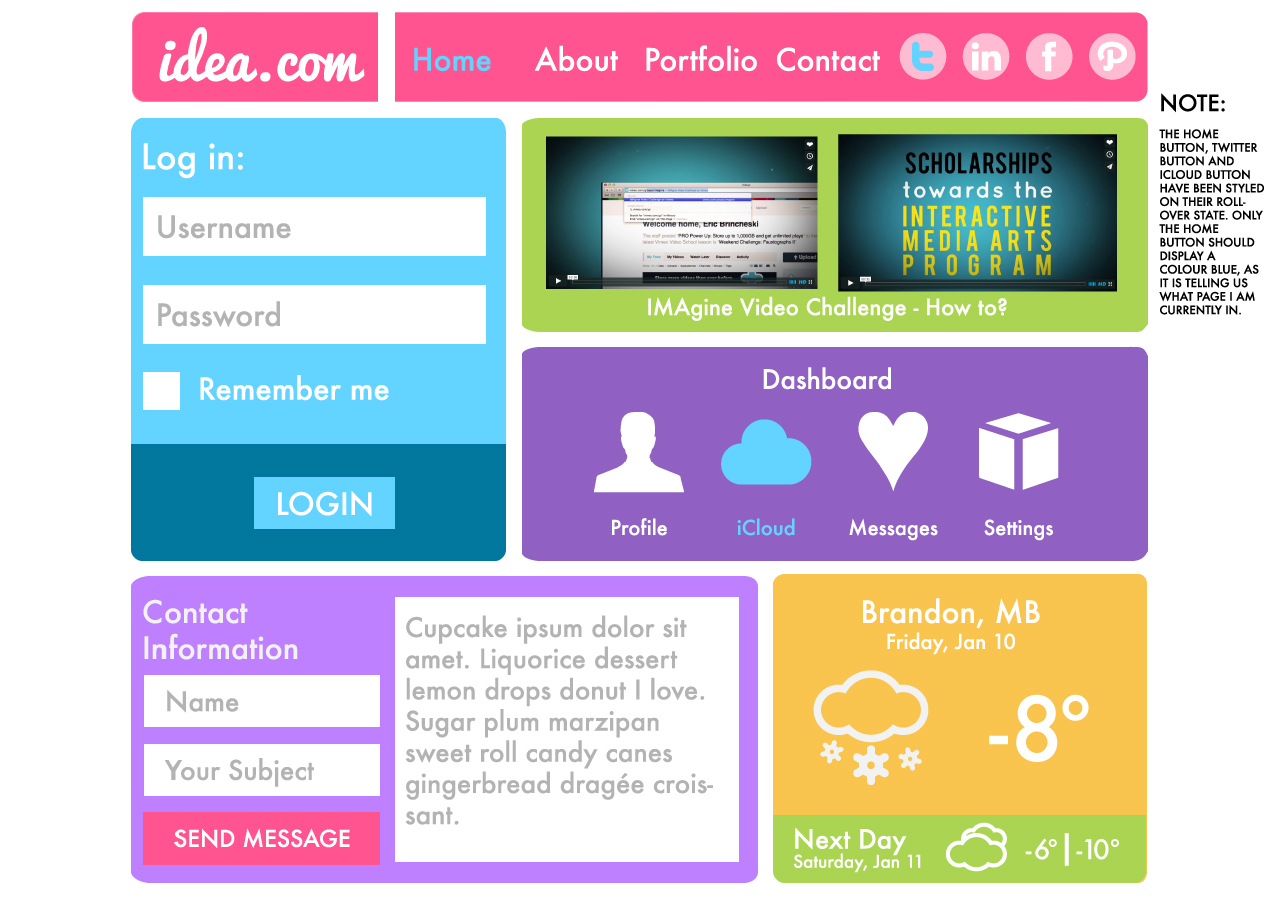 idea.com
Home About Portfolio Contact
NOTE:
THE HOME
BUTTON, TWITTER
BUTTON AND
ICLOUD BUTTON
HAVE BEEN STYLED
ON THEIR ROLL-
OVER STATE. ONLY
THE HOME
BUTTON SHOULD
DISPLAY A
COLOUR BLUE, AS
IT IS TELLING US
WHAT PAGE I AM
CURRENTLY IN.
Log in:
Username
Password
Remember me
LOGIN
Welcome home, Eric Brincheski
SCHOLARSHIPS
towards the
INTERACTIVE
MEDIA ARTS
PROGRAM
IMAgine Video Challenge - How to?
Dashboard
Profile iCloud Messages Settings
Contact
Information
Name
Your Subject
SEND MESSAGE
Cupcake ipsum dolor sit
amet. Liquorice dessert
lemon drops donut I love.
Sugar plum marzipan
sweet roll candy canes
gingerbread dragée crois-
sant.
Brandon, MB
Friday, Jan 10
-8°
Next Day
Saturday, Jan 11
-6°|-10°